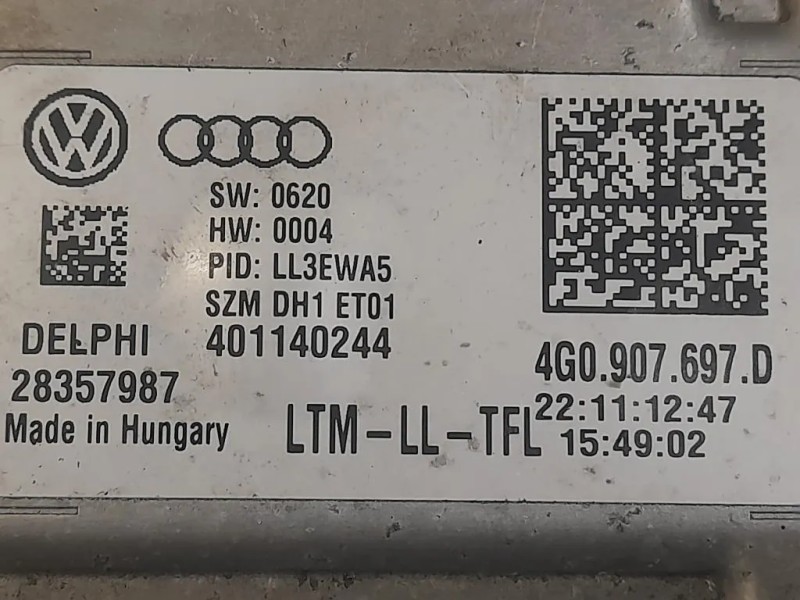 SW: 0620
HW: 0004
PID: LL3EWA5
SZM DH1 ET01
401140244
DELPHI
28357987
Made in Hungary
LTM-LL-TFL
4G0.907.697.D
22:11:12:47
15:49:02